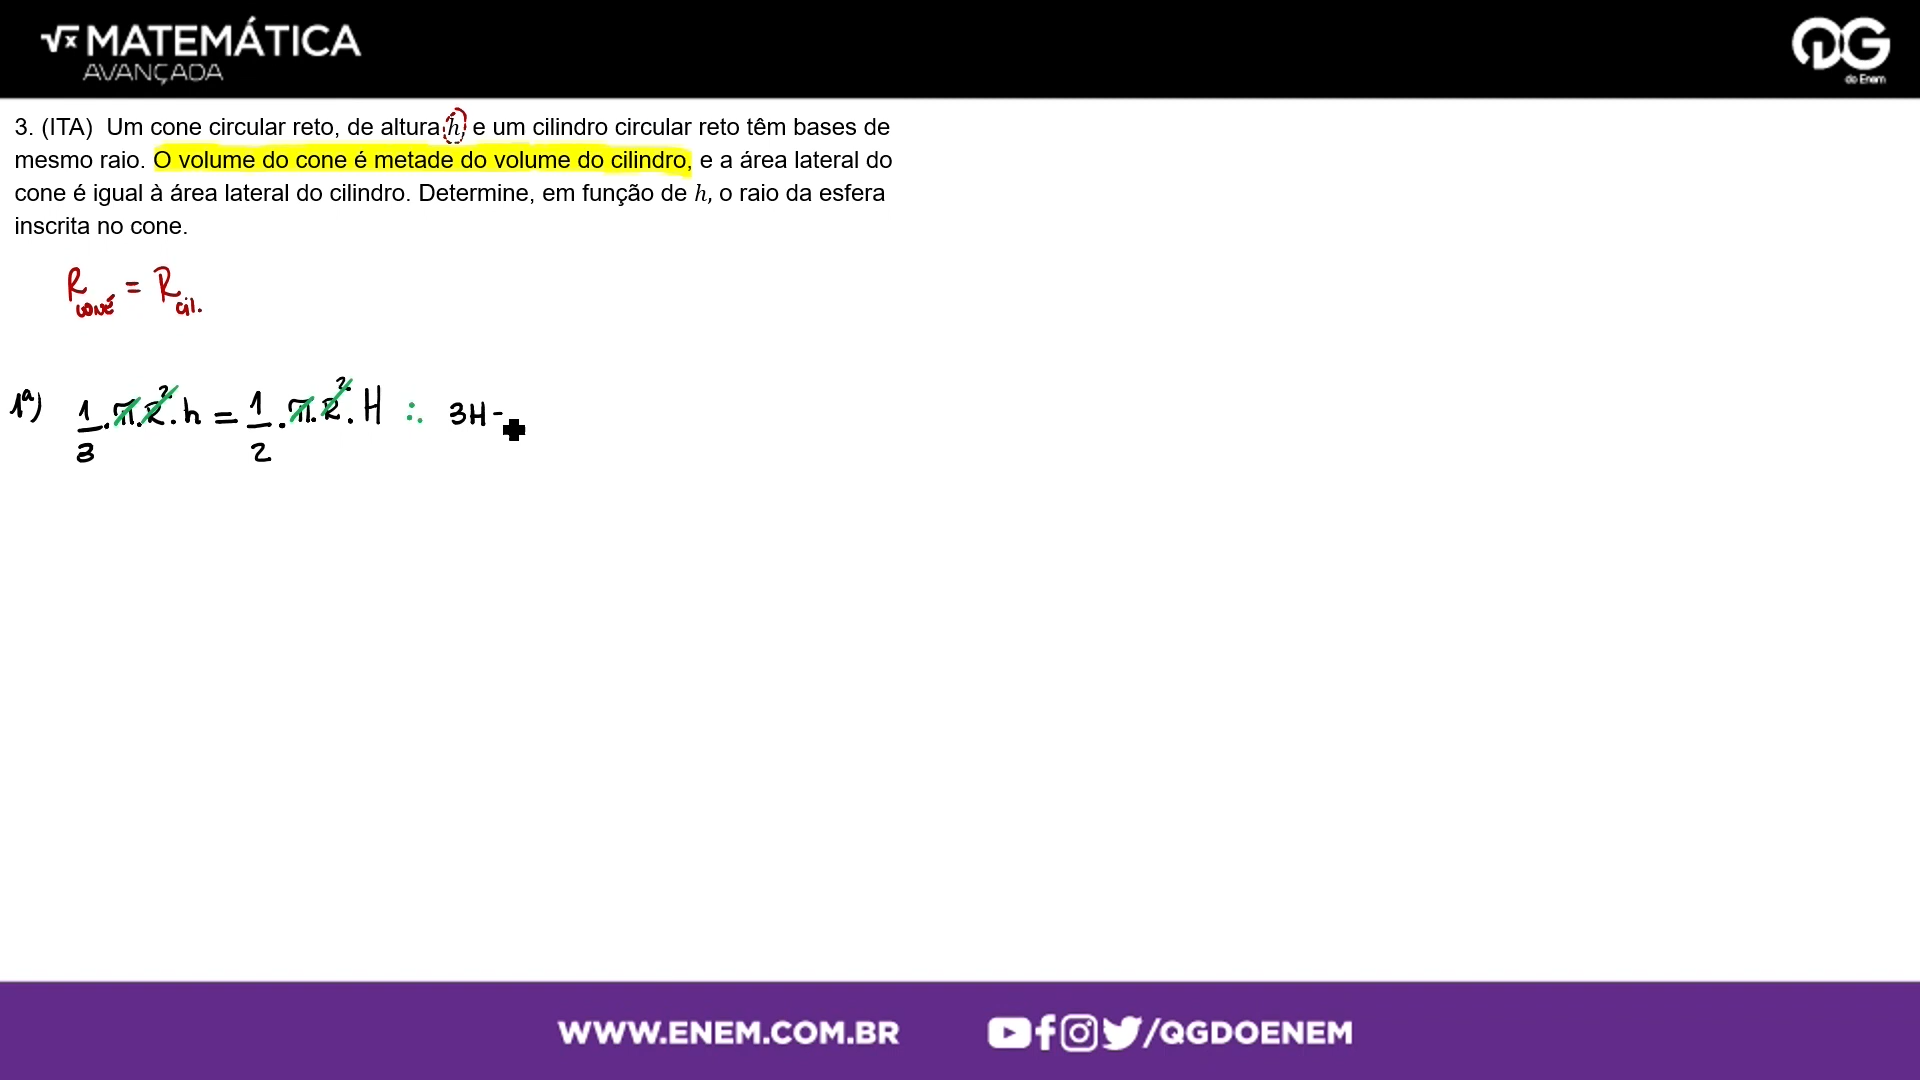 √x MATEMÁTICA
AVANÇADA
QG
do Enem
3. (ITA) Um cone circular reto, de altura h, e um cilindro circular reto têm bases de
mesmo raio. O volume do cone é metade do volume do cilindro, e a área lateral do
cone é igual à área lateral do cilindro. Determine, em função de h, o raio da esfera
inscrita no cone.
R cone = R cil.
1ª) 1/3 . π.R². h = 1/2 . π.R². H ∴ 3H -
WWW.ENEM.COM.BR /QGDOENEM